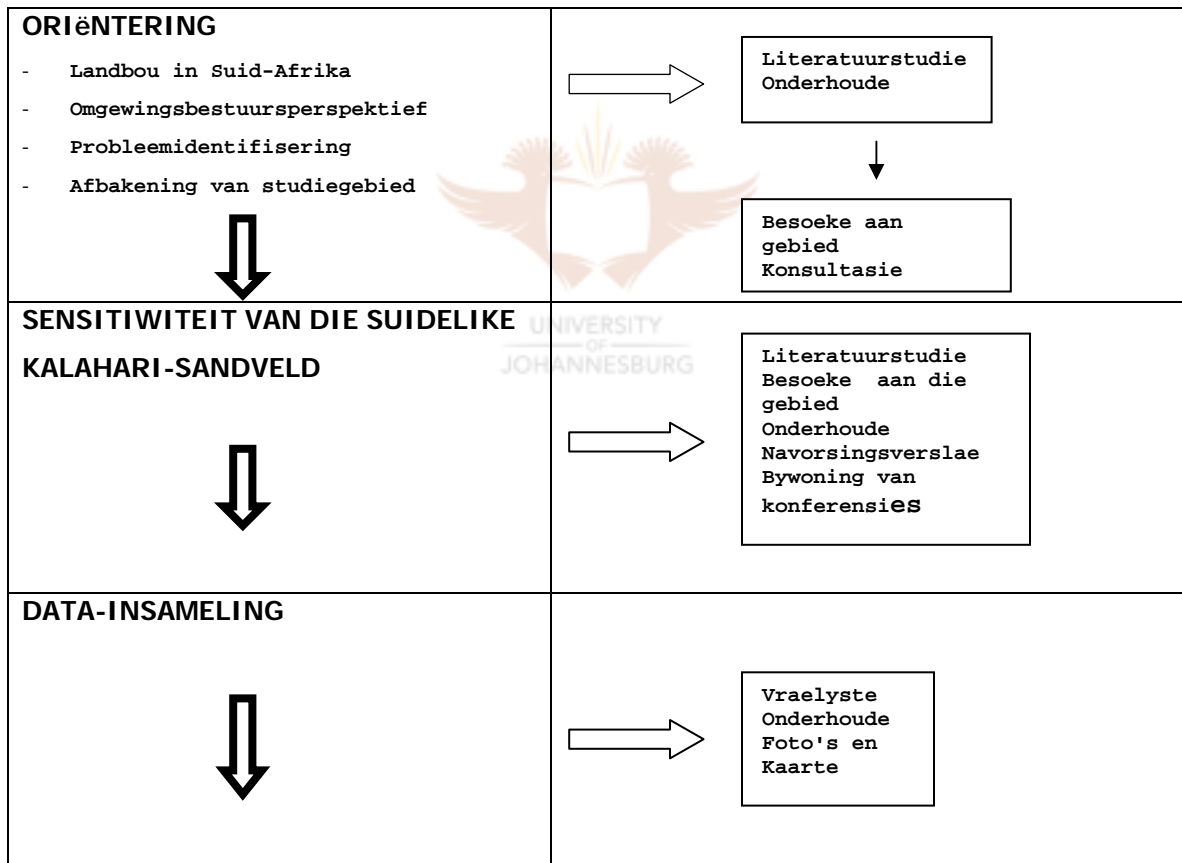 ORIëNTERING
- Landbou in Suid-Afrika
- Omgewingsbestuursperspektief
- Probleemidentifisering
- Afbakening van studiegebied
Literatuurstudie
Onderhoude
Besoeke aan
gebied
Konsultasie
SENSITIWITEIT VAN DIE SUIDELIKE
KALAHARI-SANDVELD
UNIVERSITY
OF
JOHANNESBURG
Literatuurstudie
Besoeke aan die
gebied
Onderhoude
Navorsingsverslae
Bywoning van
konferensies
DATA-INSAMELING
Vraelyste
Onderhoude
Foto's en
Kaarte